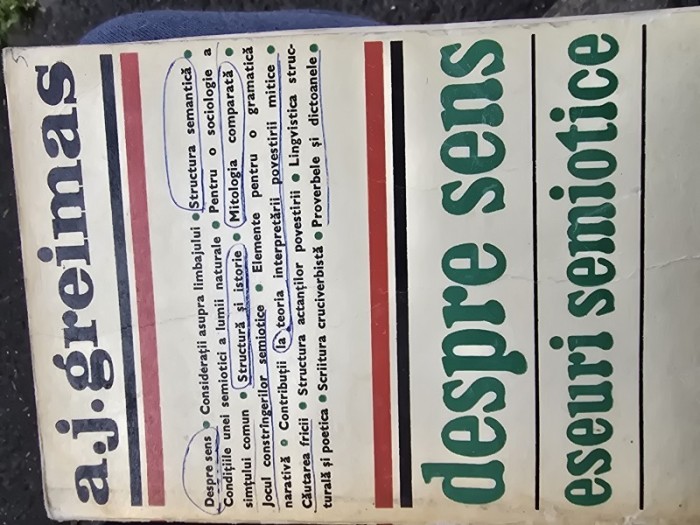 a.j.greimas
Despre sens • Considerații asupra limbajului • Structura semantică •
Condițiile unei semiotici a lumii naturale • Pentru o sociologie a
simțului comun • Structură și istorie • Mitologia comparată •
Jocul constrîngerilor semiotice • Elemente pentru o gramatică
narativă • Contribuții la teoria interpretării povestirii mitice •
Căutarea fricii • Structura actanților povestirii • Lingvistica struc-
turală și poetica • Scriitura cruciverbistă • Proverbele și dictoanele •
despre sens
eseuri semiotice